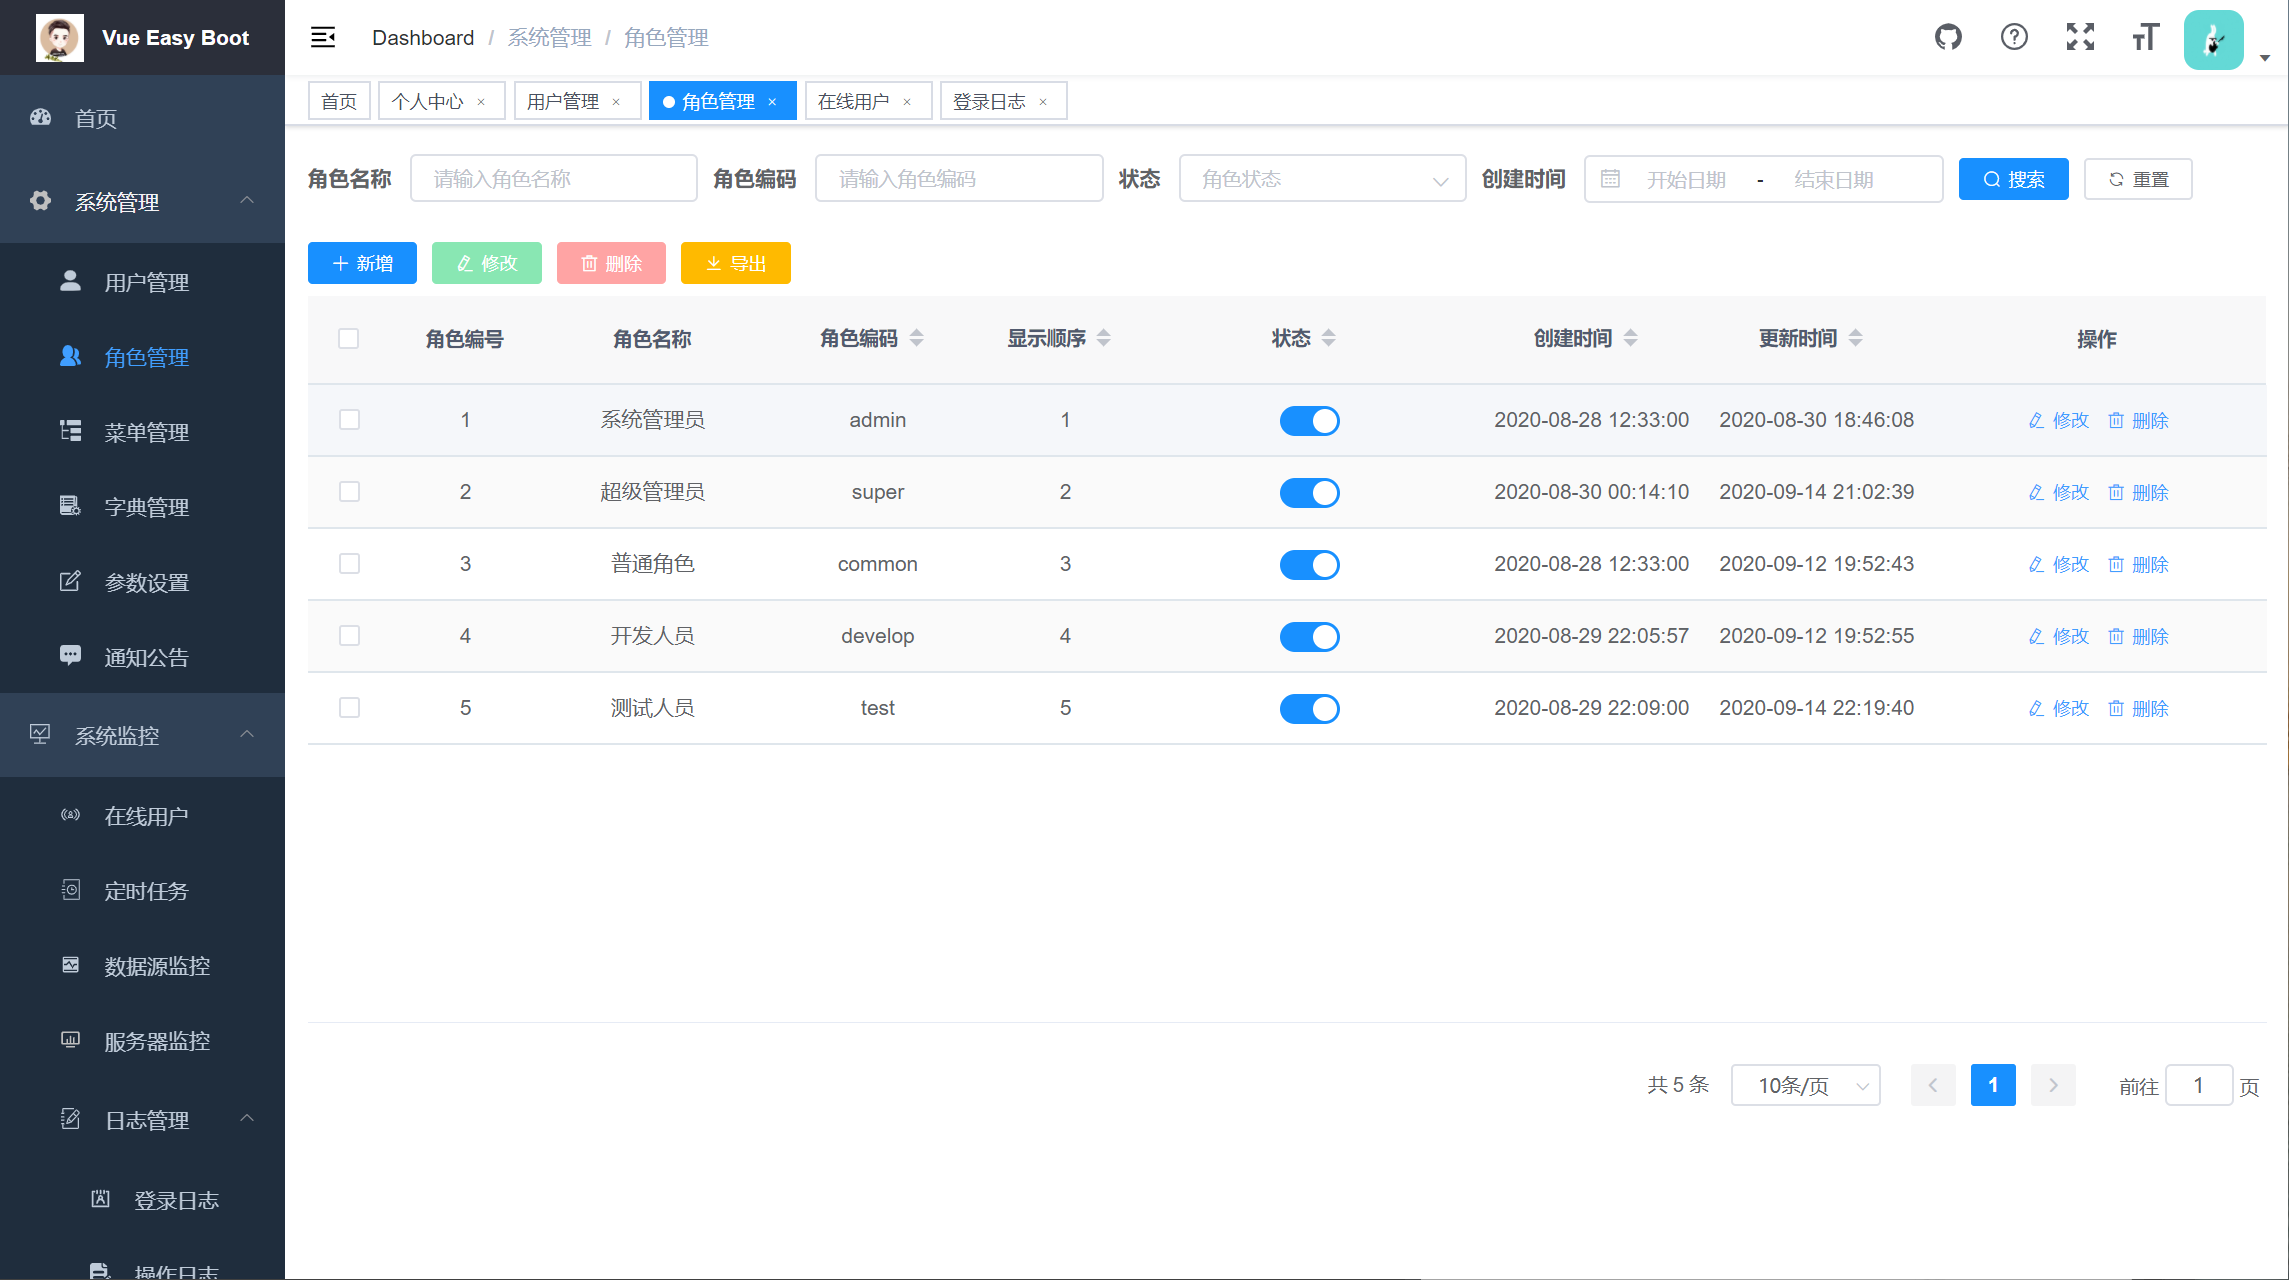 Vue Easy Boot
首页
系统管理
用户管理
角色管理
菜单管理
字典管理
参数设置
通知公告
系统监控
在线用户
定时任务
数据源监控
服务器监控
日志管理
登录日志
操作日志
Dashboard / 系统管理 / 角色管理
首页 个人中心 × 用户管理 × 角色管理 × 在线用户 × 登录日志 ×
角色名称 请输入角色名称 角色编码 请输入角色编码 状态 角色状态 创建时间 开始日期 - 结束日期 搜索 重置
新增 修改 删除 导出
角色编号 角色名称 角色编码 显示顺序 状态 创建时间 更新时间 操作
1 系统管理员 admin 1 2020-08-28 12:33:00 2020-08-30 18:46:08 修改 删除
2 超级管理员 super 2 2020-08-30 00:14:10 2020-09-14 21:02:39 修改 删除
3 普通角色 common 3 2020-08-28 12:33:00 2020-09-12 19:52:43 修改 删除
4 开发人员 develop 4 2020-08-29 22:05:57 2020-09-12 19:52:55 修改 删除
5 测试人员 test 5 2020-08-29 22:09:00 2020-09-14 22:19:40 修改 删除
共 5 条 10条/页 1 前往 1 页